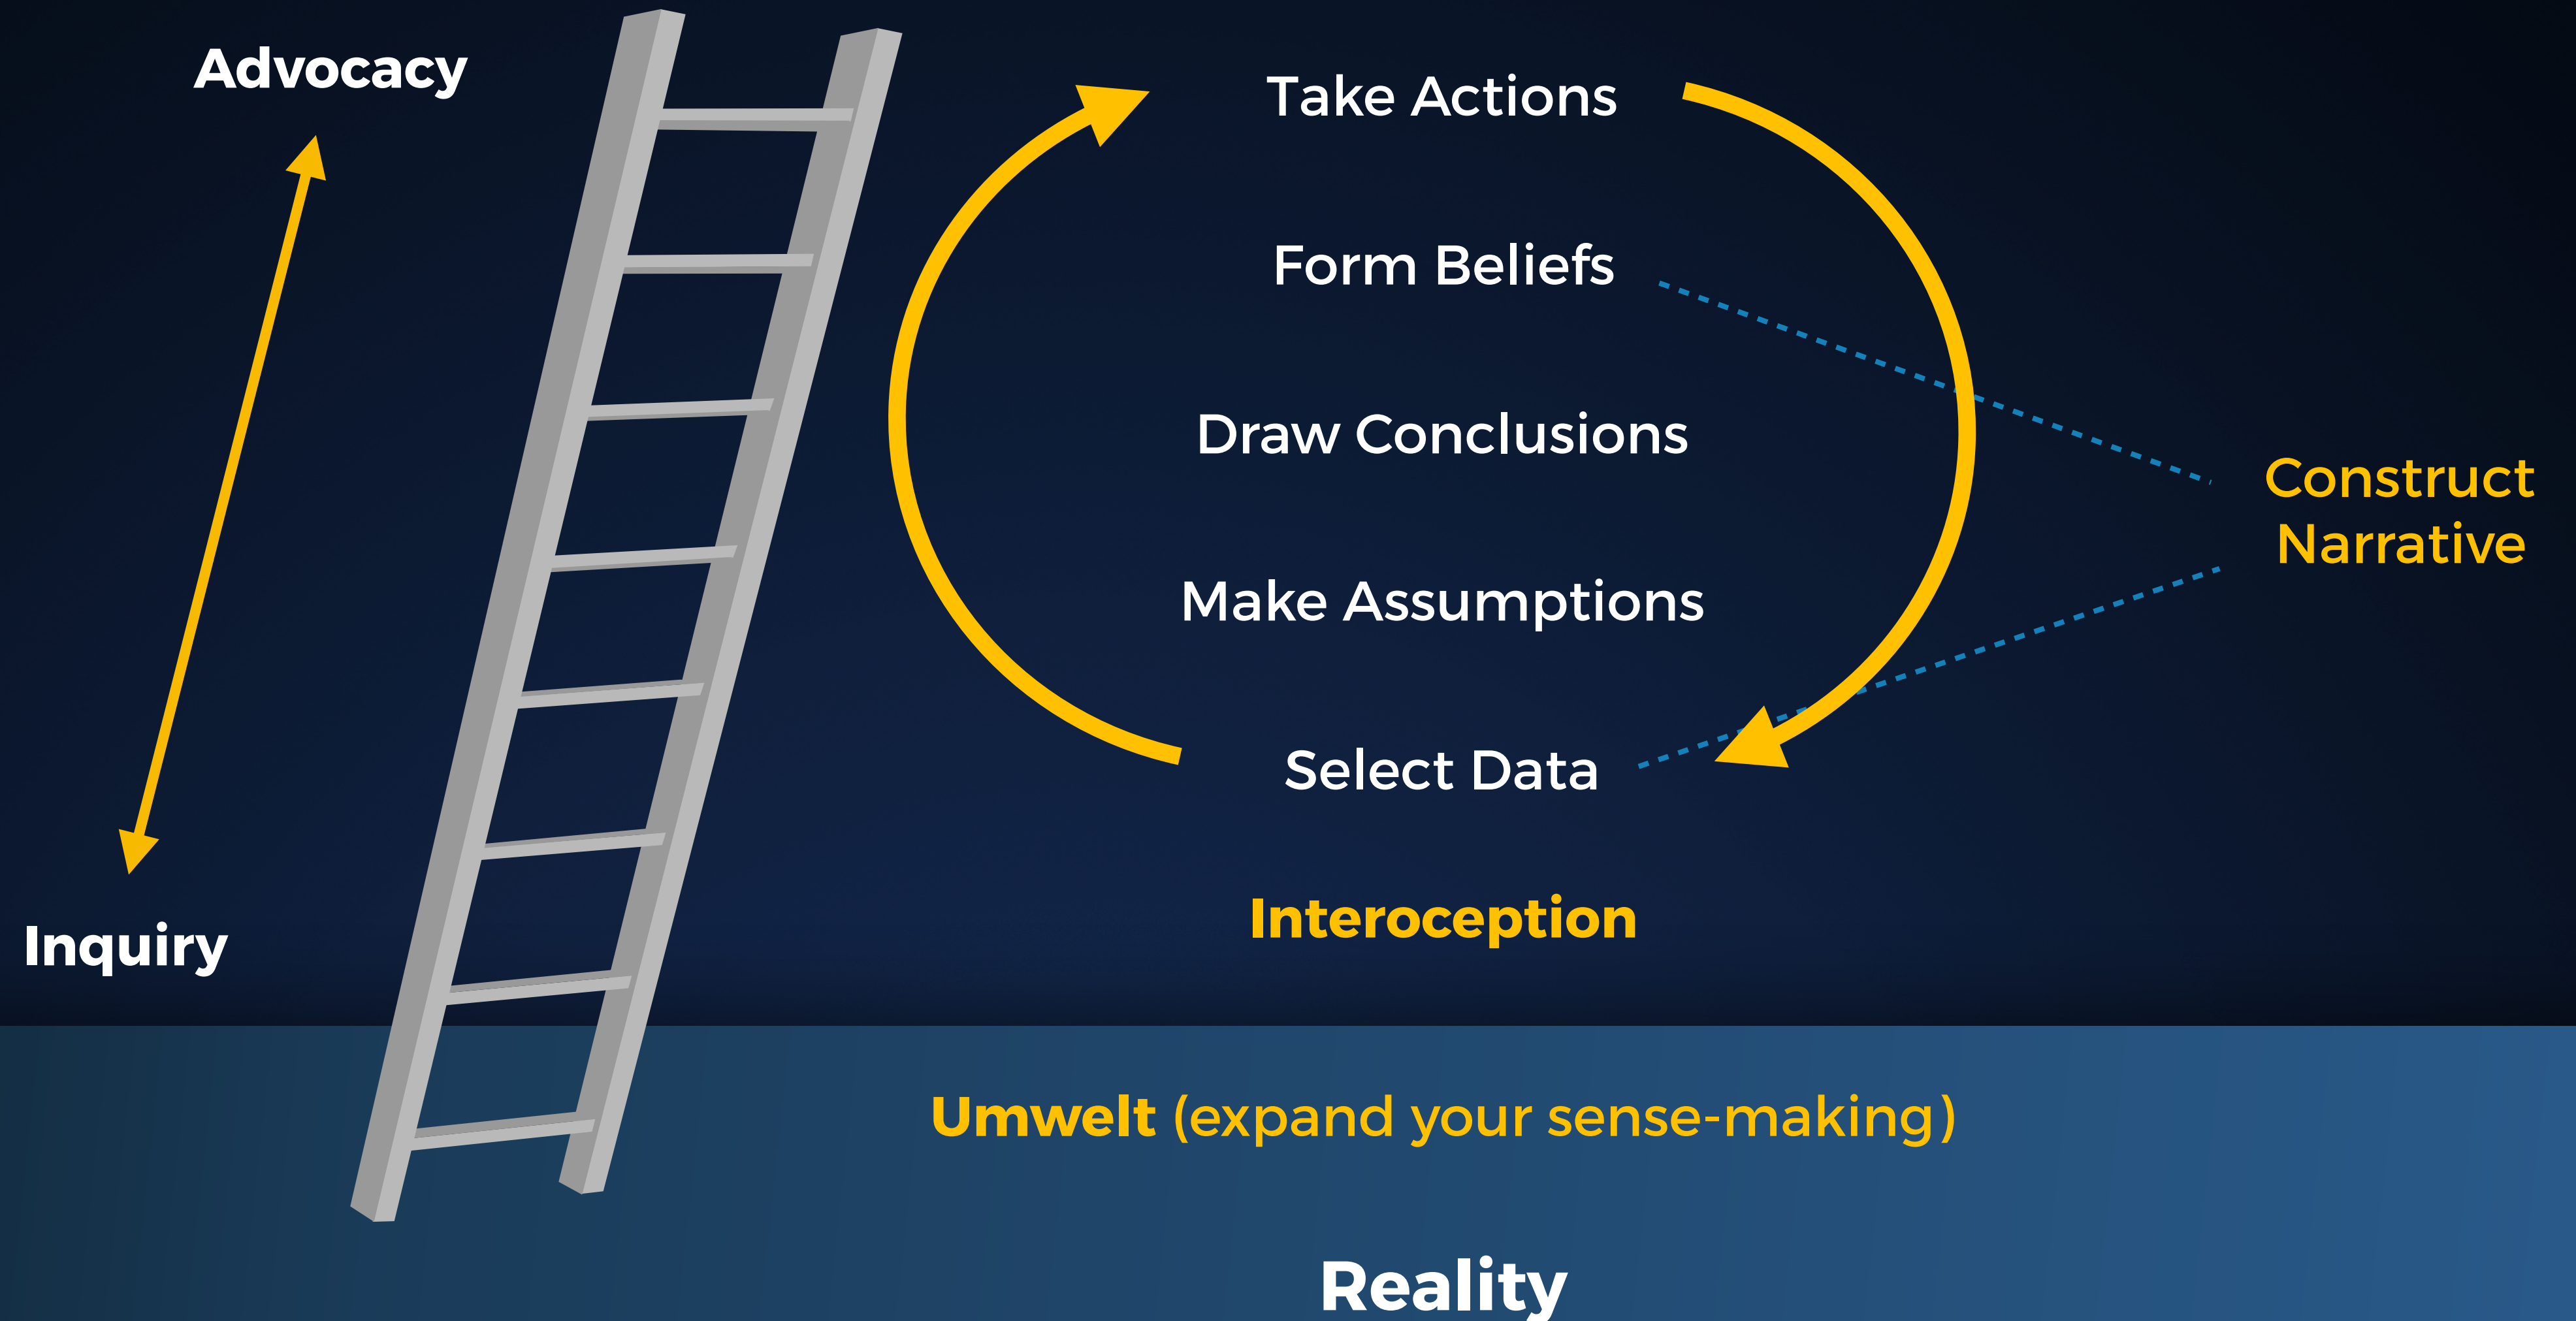 Advocacy
Take Actions
Form Beliefs
Draw Conclusions
Construct
Narrative
Make Assumptions
Select Data
Interoception
Inquiry
Umwelt (expand your sense-making)
Reality